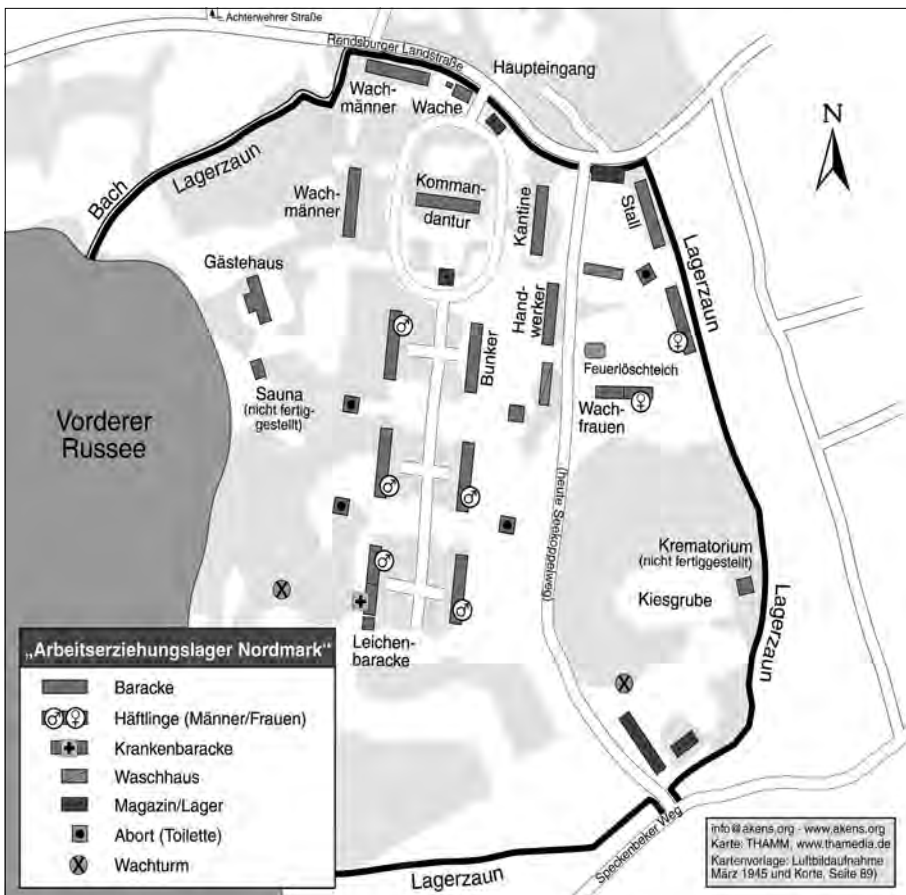 Achterwehrer Straße
Rendsburger Landstraße
Haupteingang
Wach-
männer
Wache
N
Bach
Lagerzaun
Wach-
männer
Komman-
dantur
Kantine
Stall
Lagerzaun
Gästehaus
Hand-
werker
Bunker
Feuerlöschteich
Sauna
(nicht fertig-
gestellt)
Wach-
frauen
Vorderer
Russee
(heute Seekoppelweg)
Krematorium
(nicht fertiggestellt)
Kiesgrube
Lagerzaun
Leichen-
baracke
„Arbeitserziehungslager Nordmark“
Baracke
Häftlinge (Männer/Frauen)
Krankenbaracke
Waschhaus
Magazin/Lager
Abort (Toilette)
Wachturm
Lagerzaun
Speckenbeker Weg
info@akens.org - www.akens.org
Karte: THAMM, www.thamedia.de
Kartenvorlage: Luftbildaufnahme
März 1945 und Korte, Seite 89)